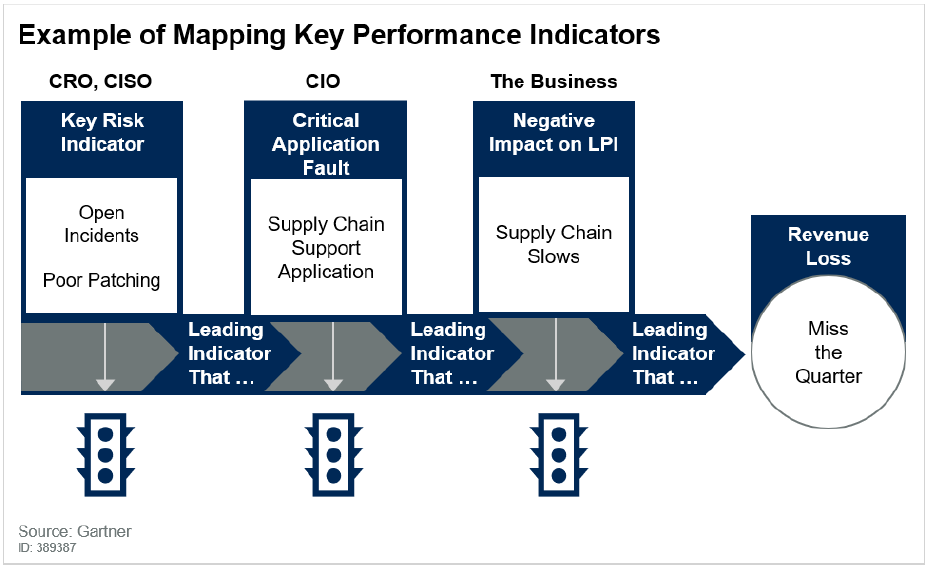 Example of Mapping Key Performance Indicators
CRO, CISO
Key Risk
Indicator
Open
Incidents
Poor Patching
Leading
Indicator
That ...
CIO
Critical
Application
Fault
Supply Chain
Support
Application
Leading
Indicator
That ...
The Business
Negative
Impact on LPI
Supply Chain
Slows
Leading
Indicator
That ...
Revenue
Loss
Miss
the
Quarter
Source: Gartner
ID: 389387